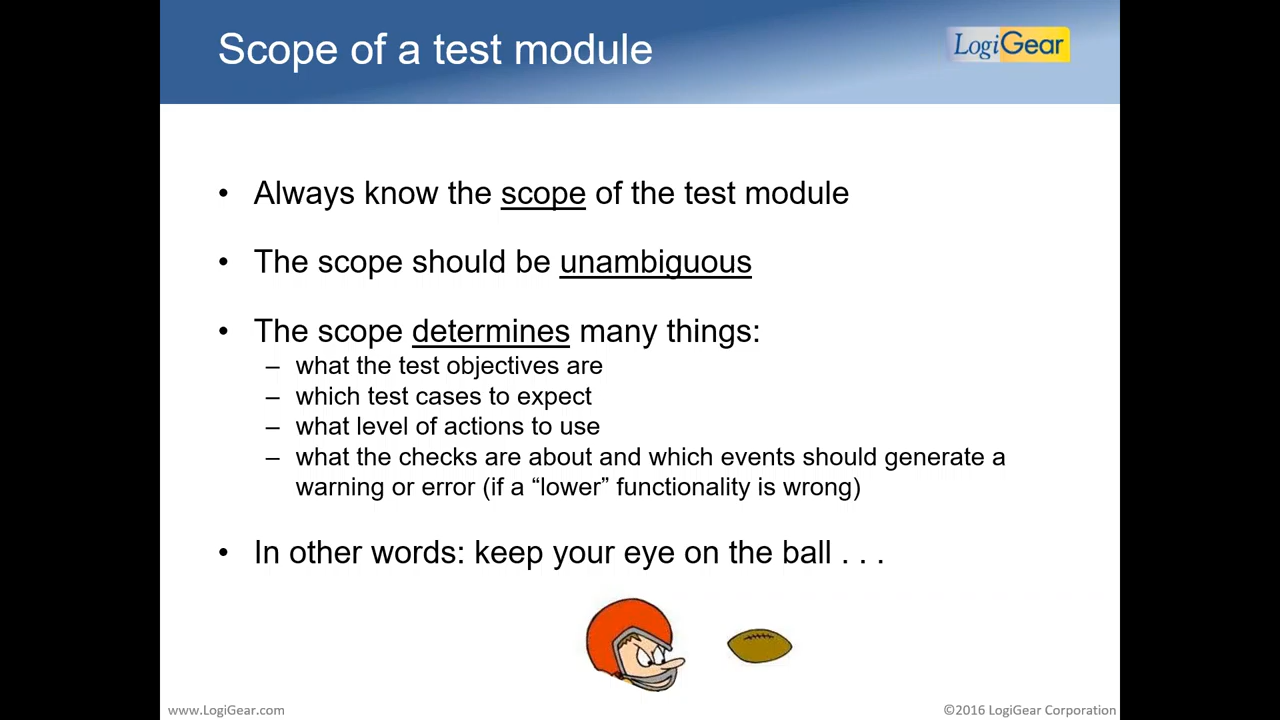 Scope of a test module
LogiGear
• Always know the scope of the test module
• The scope should be unambiguous
• The scope determines many things:
– what the test objectives are
– which test cases to expect
– what level of actions to use
– what the checks are about and which events should generate a
warning or error (if a “lower” functionality is wrong)
• In other words: keep your eye on the ball . . .
www.LogiGear.com
©2016 LogiGear Corporation